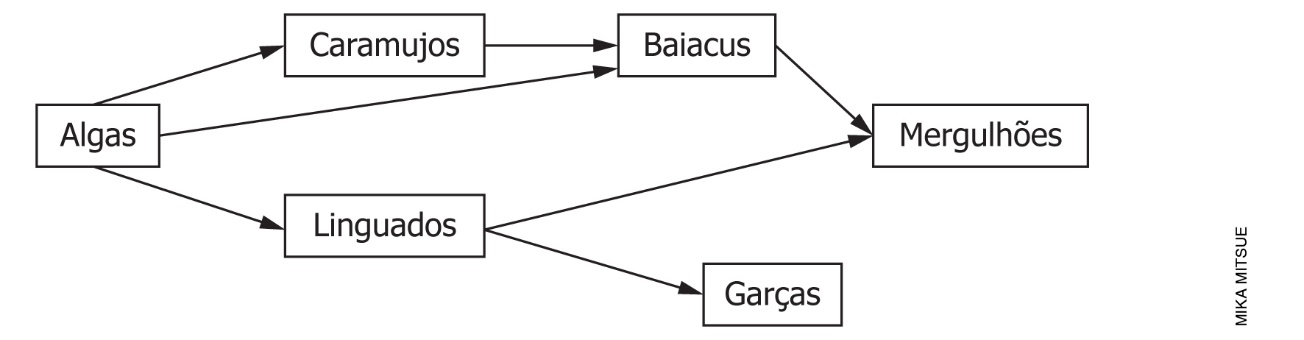 Caramujos
Baiacus
Algas
Mergulhões
Linguados
Garças
MIKA MITSUE